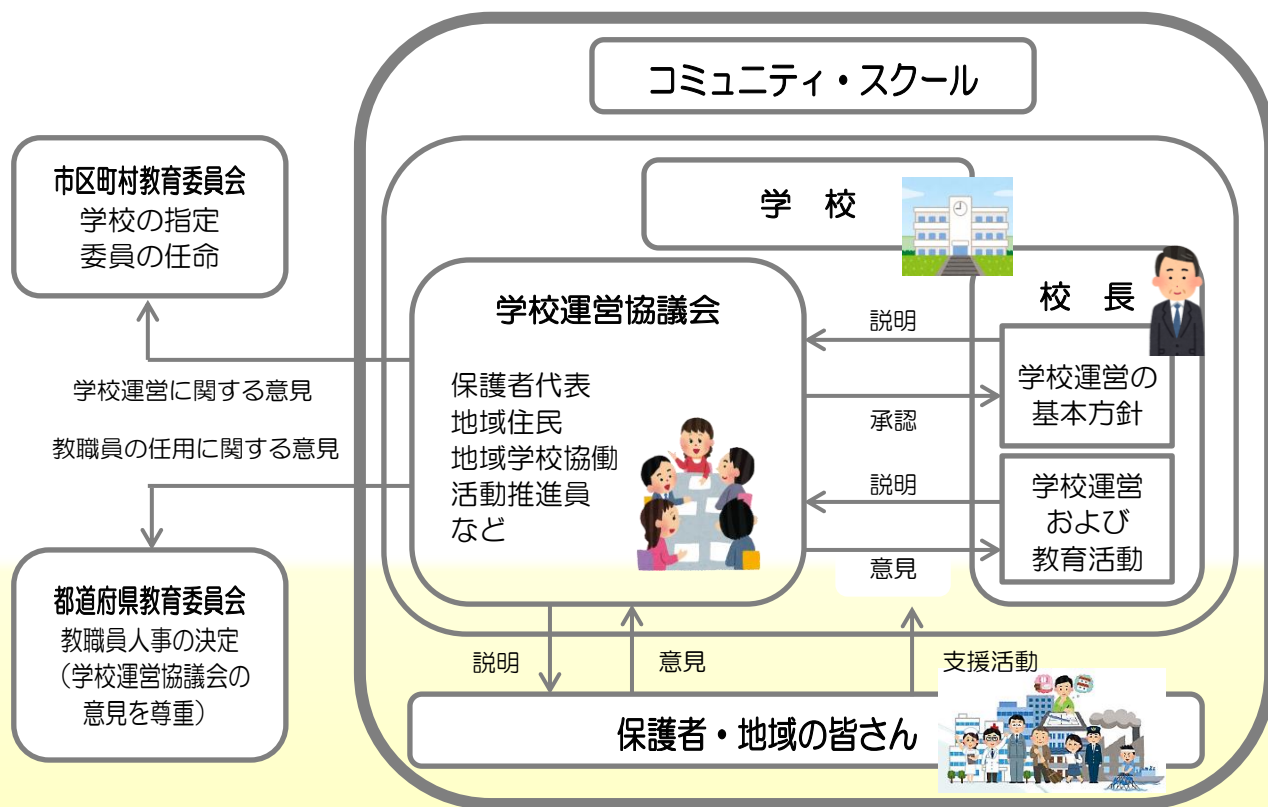 コミュニティ・スクール
市区町村教育委員会
学校の指定
委員の任命
学　校
学校運営協議会
保護者代表
地域住民
地域学校協働
活動推進員
など
校　長
説明
承認
学校運営の
基本方針
説明
意見
学校運営
および
教育活動
学校運営に関する意見
教職員の任用に関する意見
都道府県教育委員会
教職員人事の決定
（学校運営協議会の
意見を尊重）
説明
意見
支援活動
保護者・地域の皆さん